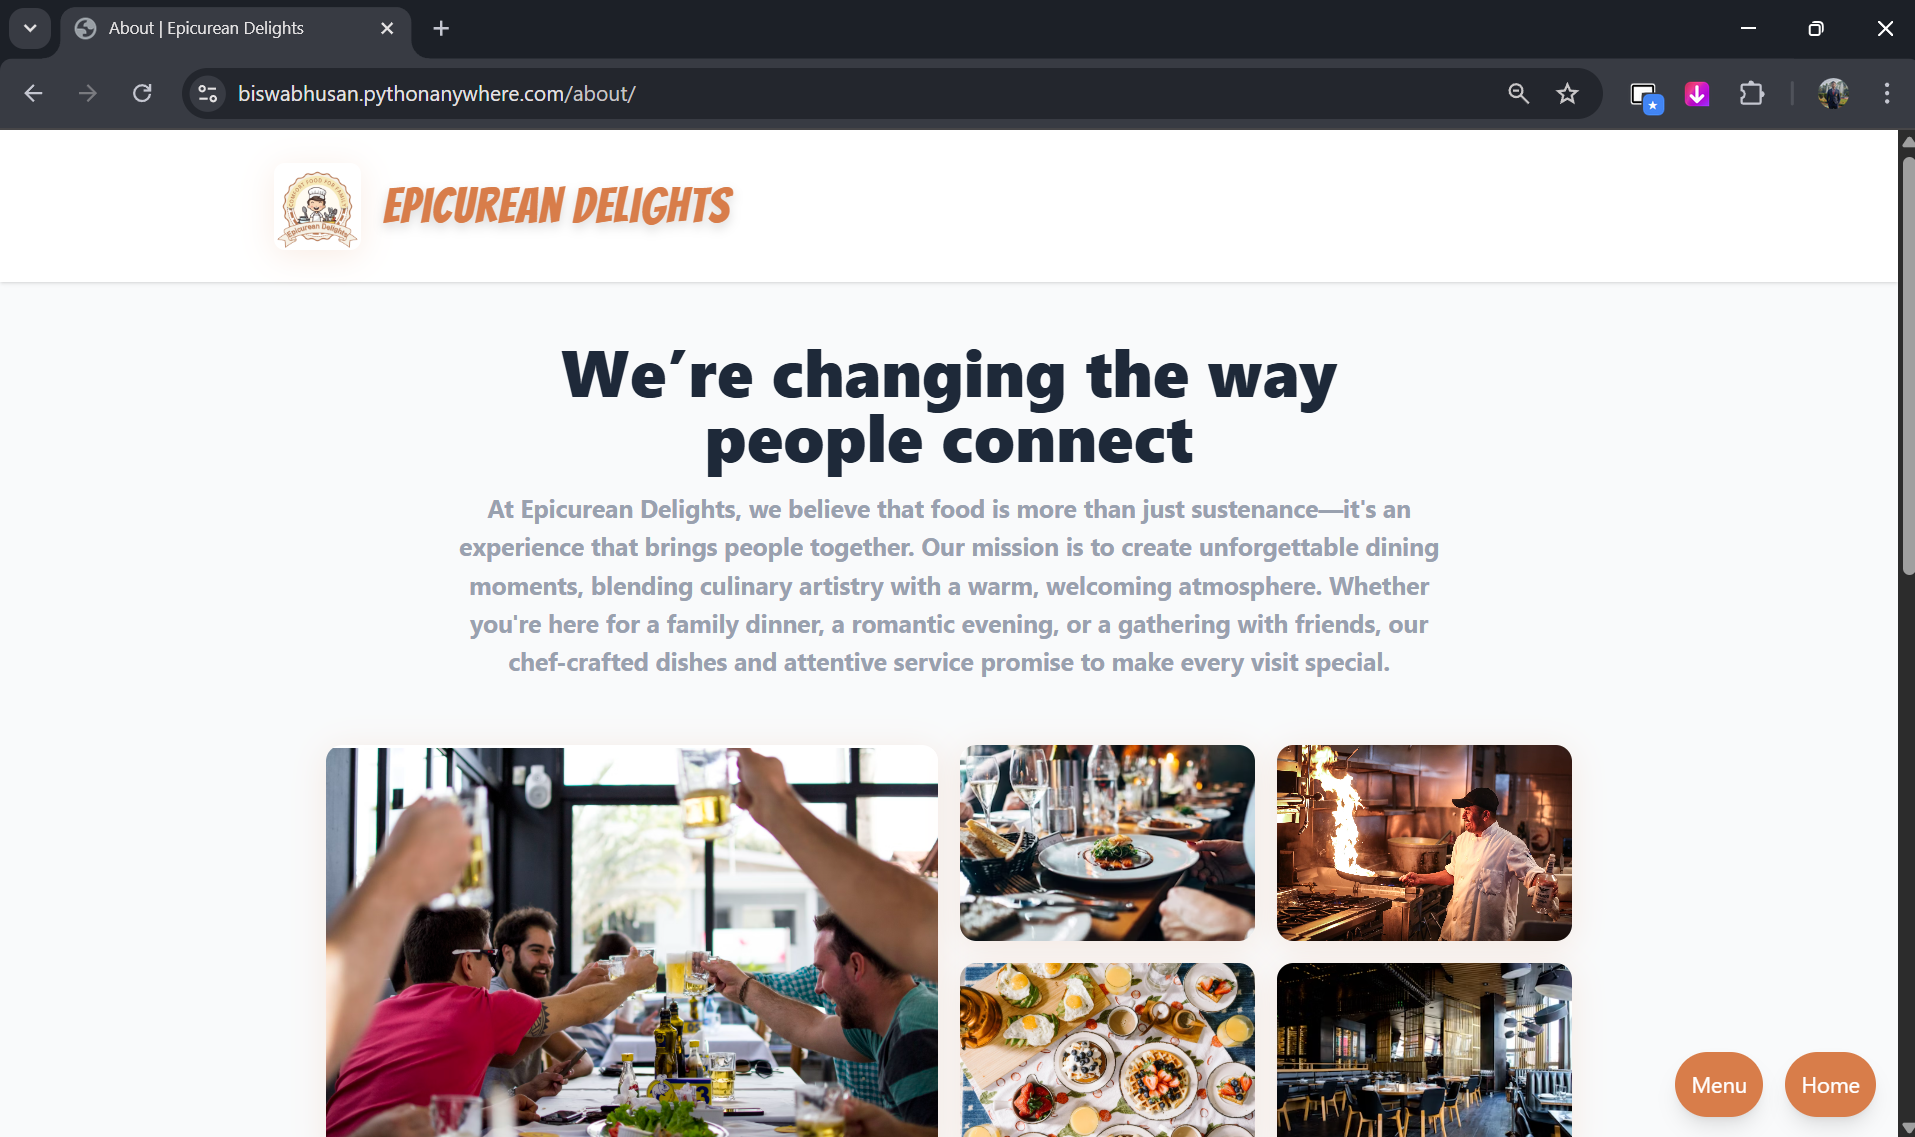 About | Epicurean Delights
biswabhusan.pythonanywhere.com/about/
COMFORT FOOD FOR FAMILY
Epicurean Delights
EPICUREAN DELIGHTS
We’re changing the way
people connect
At Epicurean Delights, we believe that food is more than just sustenance—it's an
experience that brings people together. Our mission is to create unforgettable dining
moments, blending culinary artistry with a warm, welcoming atmosphere. Whether
you're here for a family dinner, a romantic evening, or a gathering with friends, our
chef-crafted dishes and attentive service promise to make every visit special.
Menu
Home